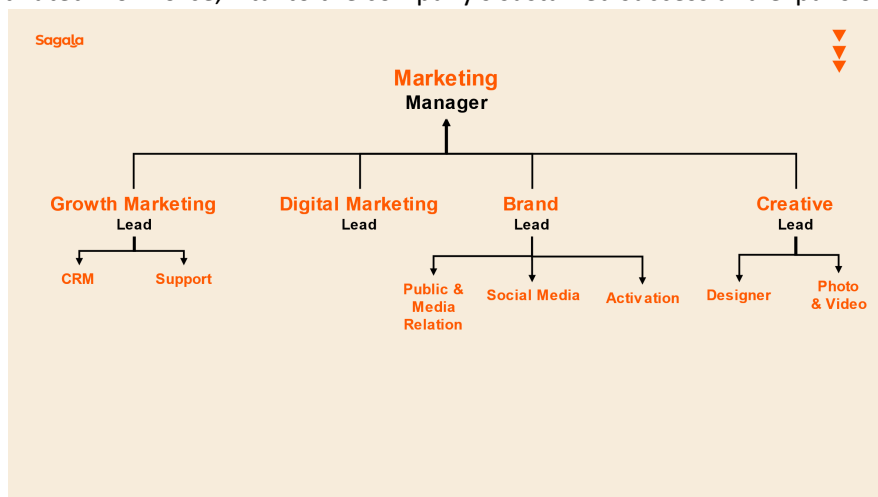 Sagala
Marketing
Manager
Growth Marketing
Lead
Digital Marketing
Lead
Brand
Lead
Creative
Lead
CRM
Support
Public &
Media
Relation
Social Media
Activation
Designer
Photo
& Video